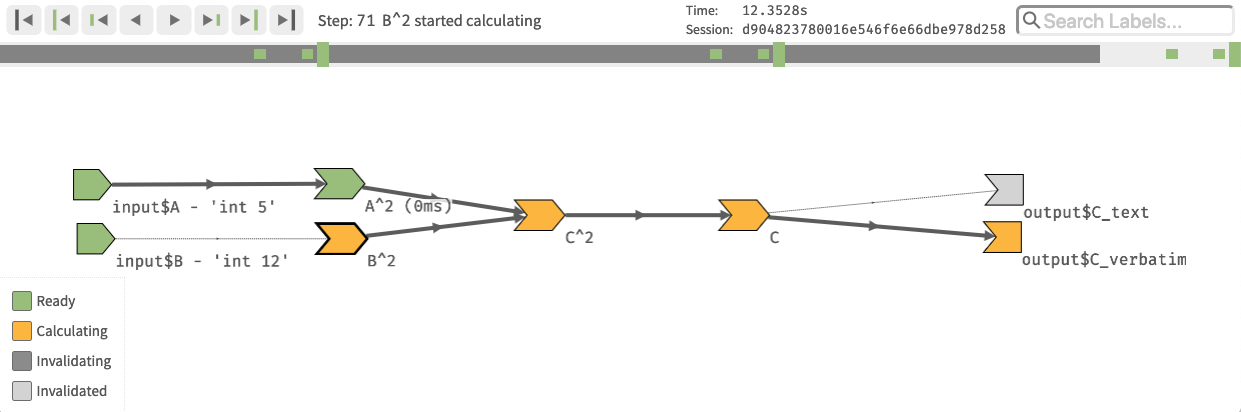 Step: 71 B^2 started calculating
Time: 12.3528s
Session: d904823780016e546f6e66dbe978d258
Search Labels...
input$A - 'int 5'
A^2 (0ms)
output$C_text
C^2
C
input$B - 'int 12'
B^2
output$C_verbatim
Ready
Calculating
Invalidating
Invalidated